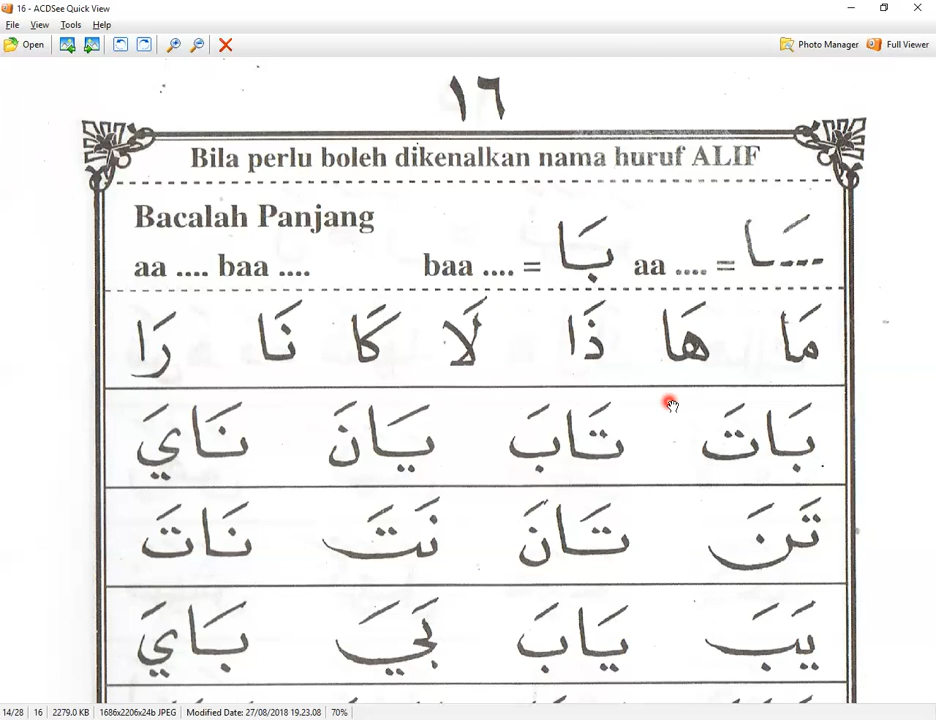 16 - ACDSee Quick View
File View Tools Help
Open Photo Manager Full Viewer
١٦
Bila perlu boleh dikenalkan nama huruf ALIF
Bacalah Panjang
aa .... baa .... baa .... = بَا aa .... = ـَـا
مَا هَا ذَا لَا كَا نَا رَا
بَاتَ تَابَ يَانَ نَايَ
تَنَ تَانَ نَتَ نَاتَ
يَبَ يَابَ بَيَ بَايَ
14/28 16 2279.0 KB 1686x2206x24b JPEG Modified Date: 27/08/2018 19.23.08 70%